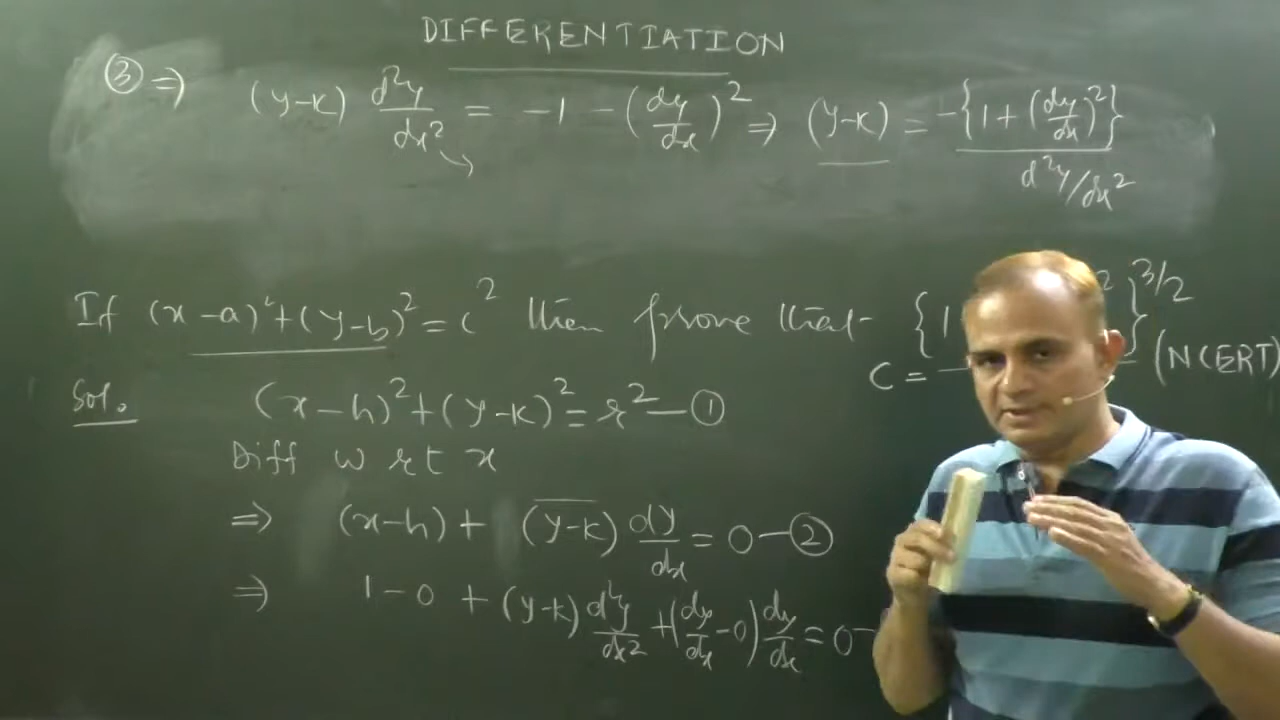 DIFFERENTIATION
③ ⇒ (y-k) d²y/dx² = -1 - (dy/dx)² ⇒ (y-k) = -{1 + (dy/dx)²} / d²y/dx²
If (x-a)² + (y-b)² = c² then prove that C = {1 ² }^3/2 (NCERT)
Sol. (x-h)² + (y-k)² = r² — ①
Diff w r t x
⇒ (x-h) + (y-k) dy/dx = 0 — ②
⇒ 1-0 + (y-k) d²y/dx² + (dy/dx - 0) dy/dx = 0 —